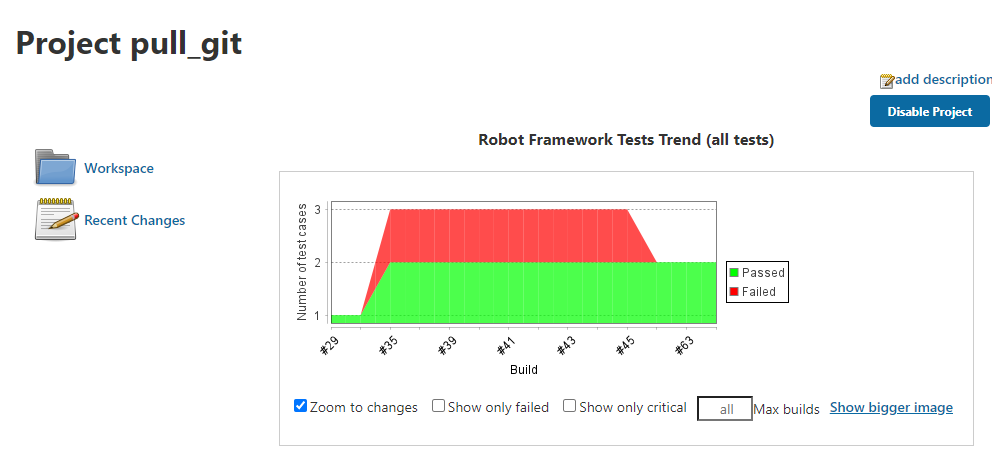 Project pull_git
add description
Disable Project
Workspace
Recent Changes
Robot Framework Tests Trend (all tests)
Number of test cases
3
2
1
#29
#35
#39
#41
#43
#45
#63
Build
Passed
Failed
Zoom to changes Show only failed Show only critical all Max builds Show bigger image